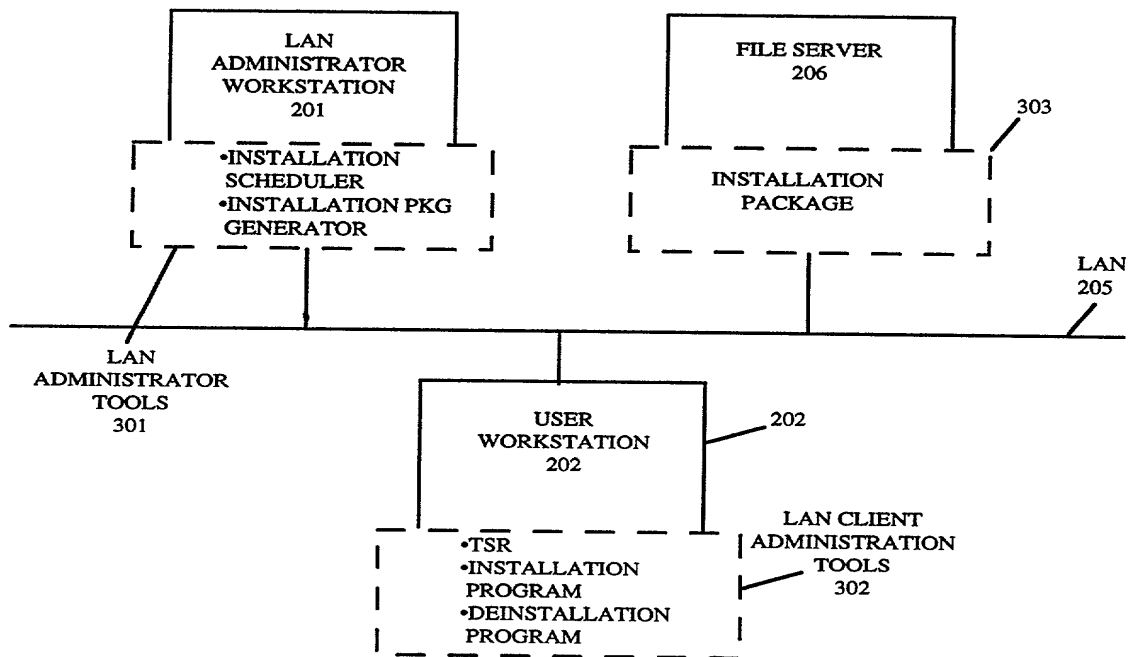 LAN
ADMINISTRATOR
WORKSTATION
201
•INSTALLATION
SCHEDULER
•INSTALLATION PKG
GENERATOR
FILE SERVER
206
303
INSTALLATION
PACKAGE
LAN
205
LAN
ADMINISTRATOR
TOOLS
301
USER
WORKSTATION
202
202
•TSR
•INSTALLATION
PROGRAM
•DEINSTALLATION
PROGRAM
LAN CLIENT
ADMINISTRATION
TOOLS
302